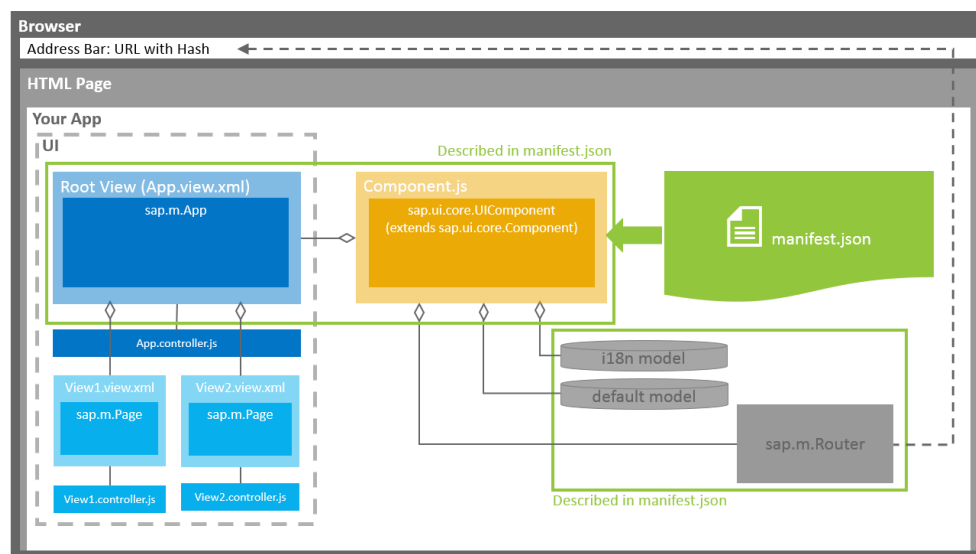 Browser
Address Bar: URL with Hash
HTML Page
Your App
UI
Described in manifest.json
Root View (App.view.xml)
sap.m.App
Component.js
sap.ui.core.UIComponent
(extends sap.ui.core.Component)
manifest.json
App.controller.js
i18n model
default model
View1.view.xml
sap.m.Page
View2.view.xml
sap.m.Page
sap.m.Router
View1.controller.js
View2.controller.js
Described in manifest.json